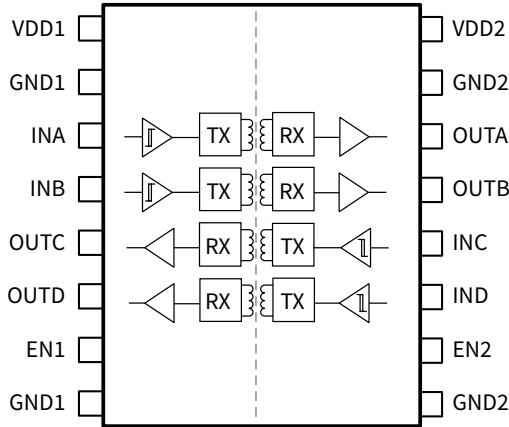 VDD1 VDD2
GND1 GND2
INA TX RX OUTA
INB TX RX OUTB
OUTC RX TX INC
OUTD RX TX IND
EN1 EN2
GND1 GND2